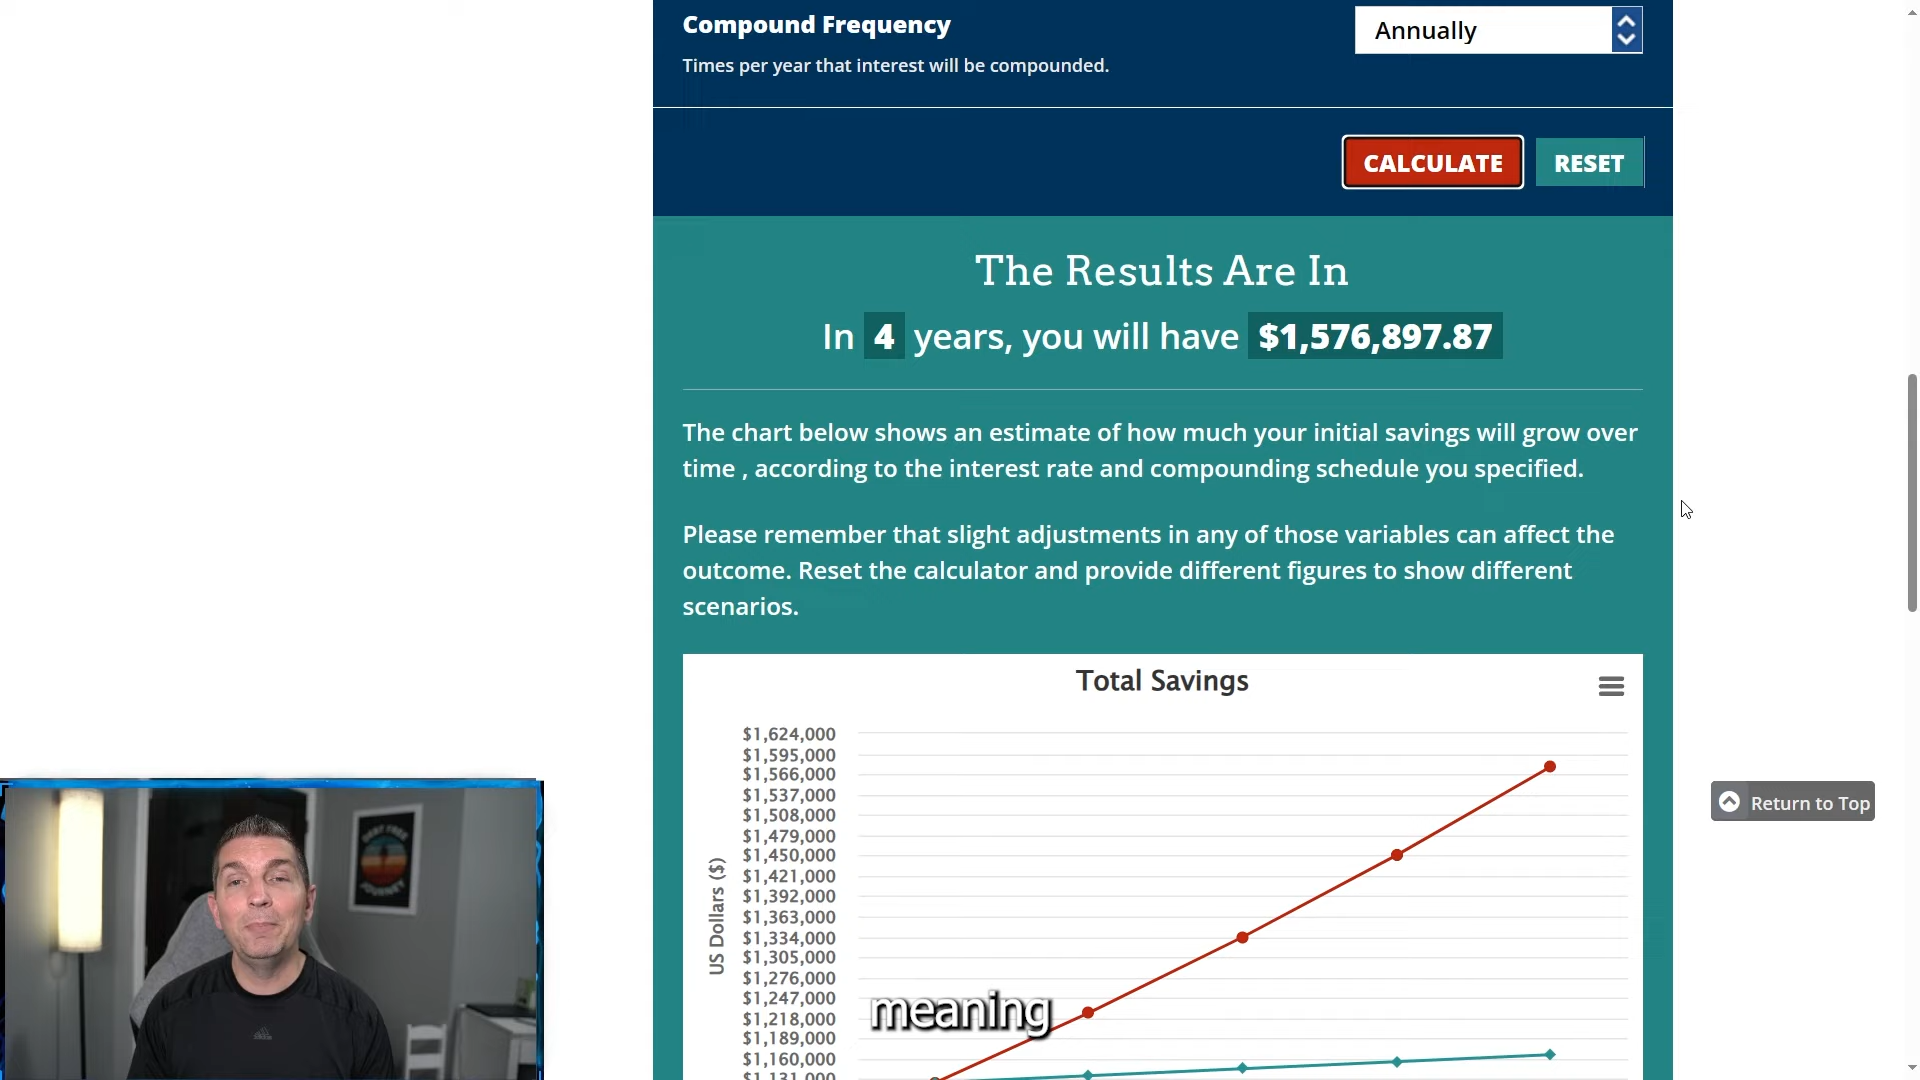 Compound Frequency
Annually
Times per year that interest will be compounded.
CALCULATE
RESET
The Results Are In
In 4 years, you will have $1,576,897.87
The chart below shows an estimate of how much your initial savings will grow over
time , according to the interest rate and compounding schedule you specified.
Please remember that slight adjustments in any of those variables can affect the
outcome. Reset the calculator and provide different figures to show different
scenarios.
Total Savings
$1,624,000
$1,595,000
$1,566,000
$1,537,000
$1,508,000
$1,479,000
$1,450,000
$1,421,000
$1,392,000
$1,363,000
$1,334,000
$1,305,000
$1,276,000
$1,247,000
$1,218,000
$1,189,000
$1,160,000
$1,131,000
US Dollars ($)
meaning
Return to Top
DEBT FREE
JOURNEY